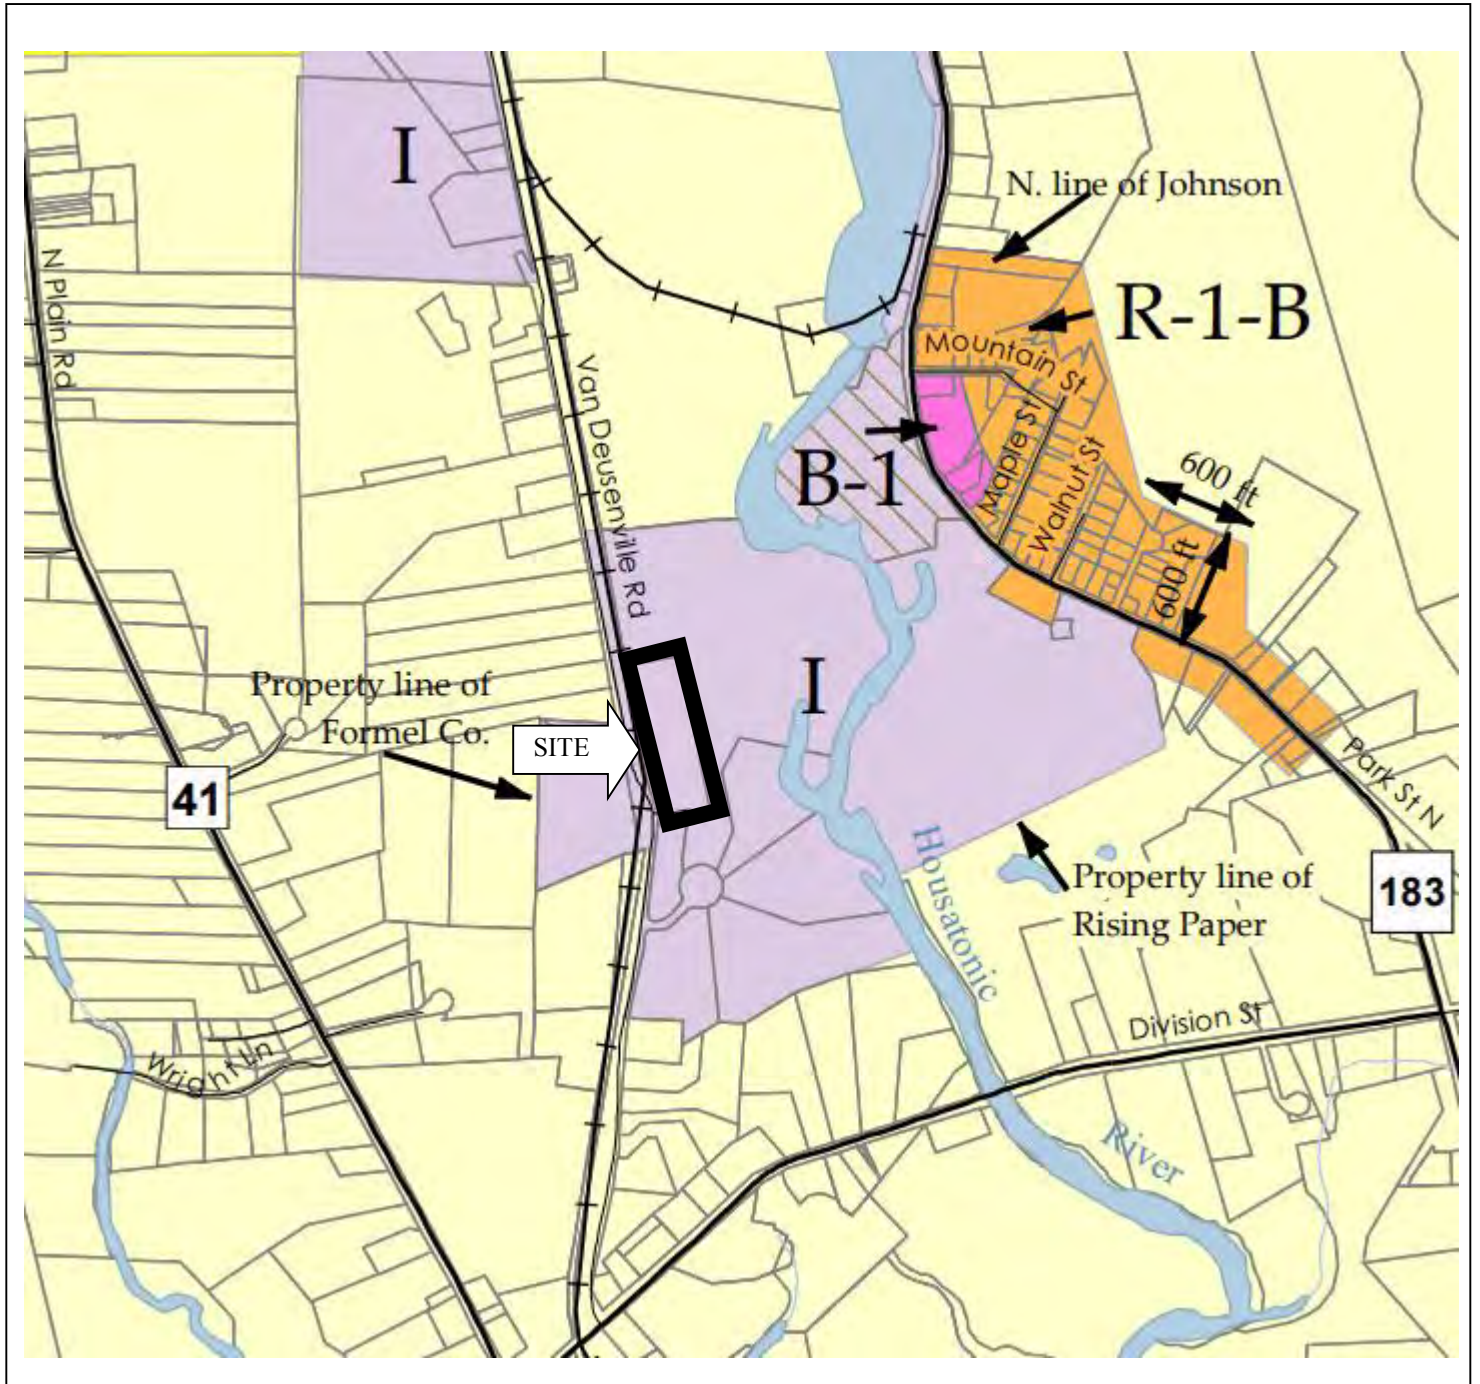 I
N. line of Johnson
R-1-B
N Plain Rd
Mountain St
Van Deusenville Rd
Maple St
B-1
Walnut St
600 ft
600 ft
Property line of
Formel Co.
I
SITE
41
Park St N
Housatonic
Property line of
Rising Paper
183
Division St
Wright Ln
River